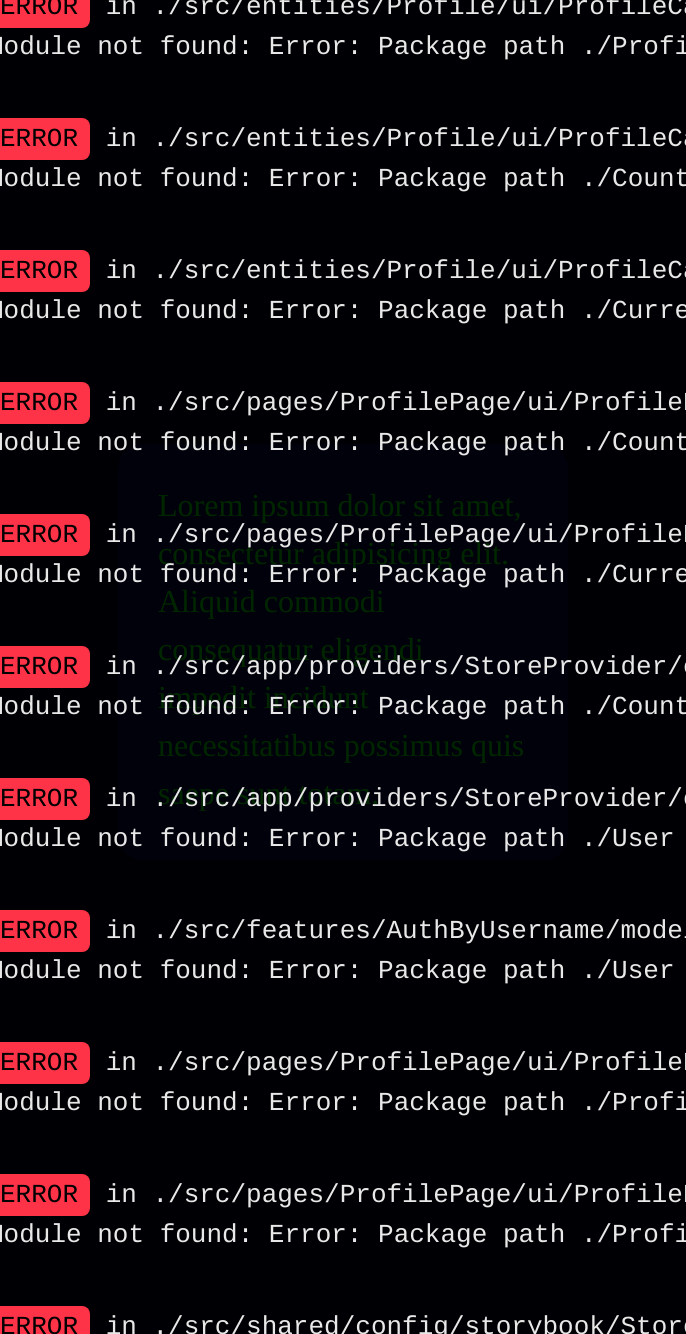 ERROR in ./src/entities/Profile/ui/ProfileCa
Module not found: Error: Package path ./Profi
ERROR in ./src/entities/Profile/ui/ProfileCa
Module not found: Error: Package path ./Count
ERROR in ./src/entities/Profile/ui/ProfileCa
Module not found: Error: Package path ./Curre
ERROR in ./src/pages/ProfilePage/ui/Profile
Module not found: Error: Package path ./Count
ERROR in ./src/pages/ProfilePage/ui/Profile
Module not found: Error: Package path ./Curre
ERROR in ./src/app/providers/StoreProvider/
Module not found: Error: Package path ./Count
ERROR in ./src/app/providers/StoreProvider/
Module not found: Error: Package path ./User
ERROR in ./src/features/AuthByUsername/mode
Module not found: Error: Package path ./User
ERROR in ./src/pages/ProfilePage/ui/Profile
Module not found: Error: Package path ./Profi
ERROR in ./src/pages/ProfilePage/ui/Profile
Module not found: Error: Package path ./Profi
ERROR in ./src/shared/config/storybook/Stor
Lorem ipsum dolor sit amet,
consectetur adipisicing elit.
Aliquid commodi
consequatur eligendi
impedit incidunt
necessitatibus possimus quis